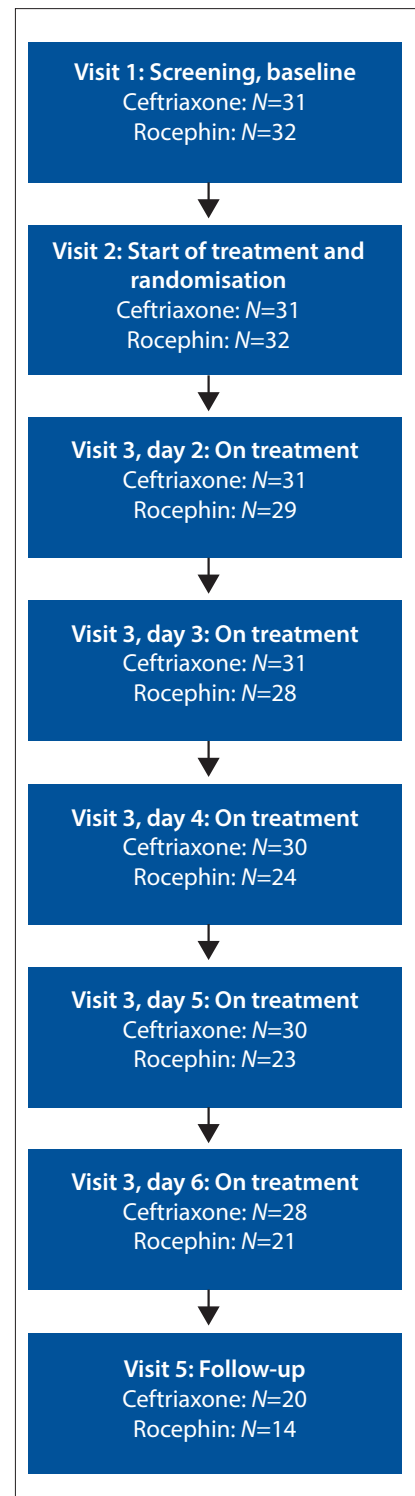 Visit 1: Screening, baseline
Ceftriaxone: N=31
Rocephin: N=32
Visit 2: Start of treatment and
randomisation
Ceftriaxone: N=31
Rocephin: N=32
Visit 3, day 2: On treatment
Ceftriaxone: N=31
Rocephin: N=29
Visit 3, day 3: On treatment
Ceftriaxone: N=31
Rocephin: N=28
Visit 3, day 4: On treatment
Ceftriaxone: N=30
Rocephin: N=24
Visit 3, day 5: On treatment
Ceftriaxone: N=30
Rocephin: N=23
Visit 3, day 6: On treatment
Ceftriaxone: N=28
Rocephin: N=21
Visit 5: Follow-up
Ceftriaxone: N=20
Rocephin: N=14